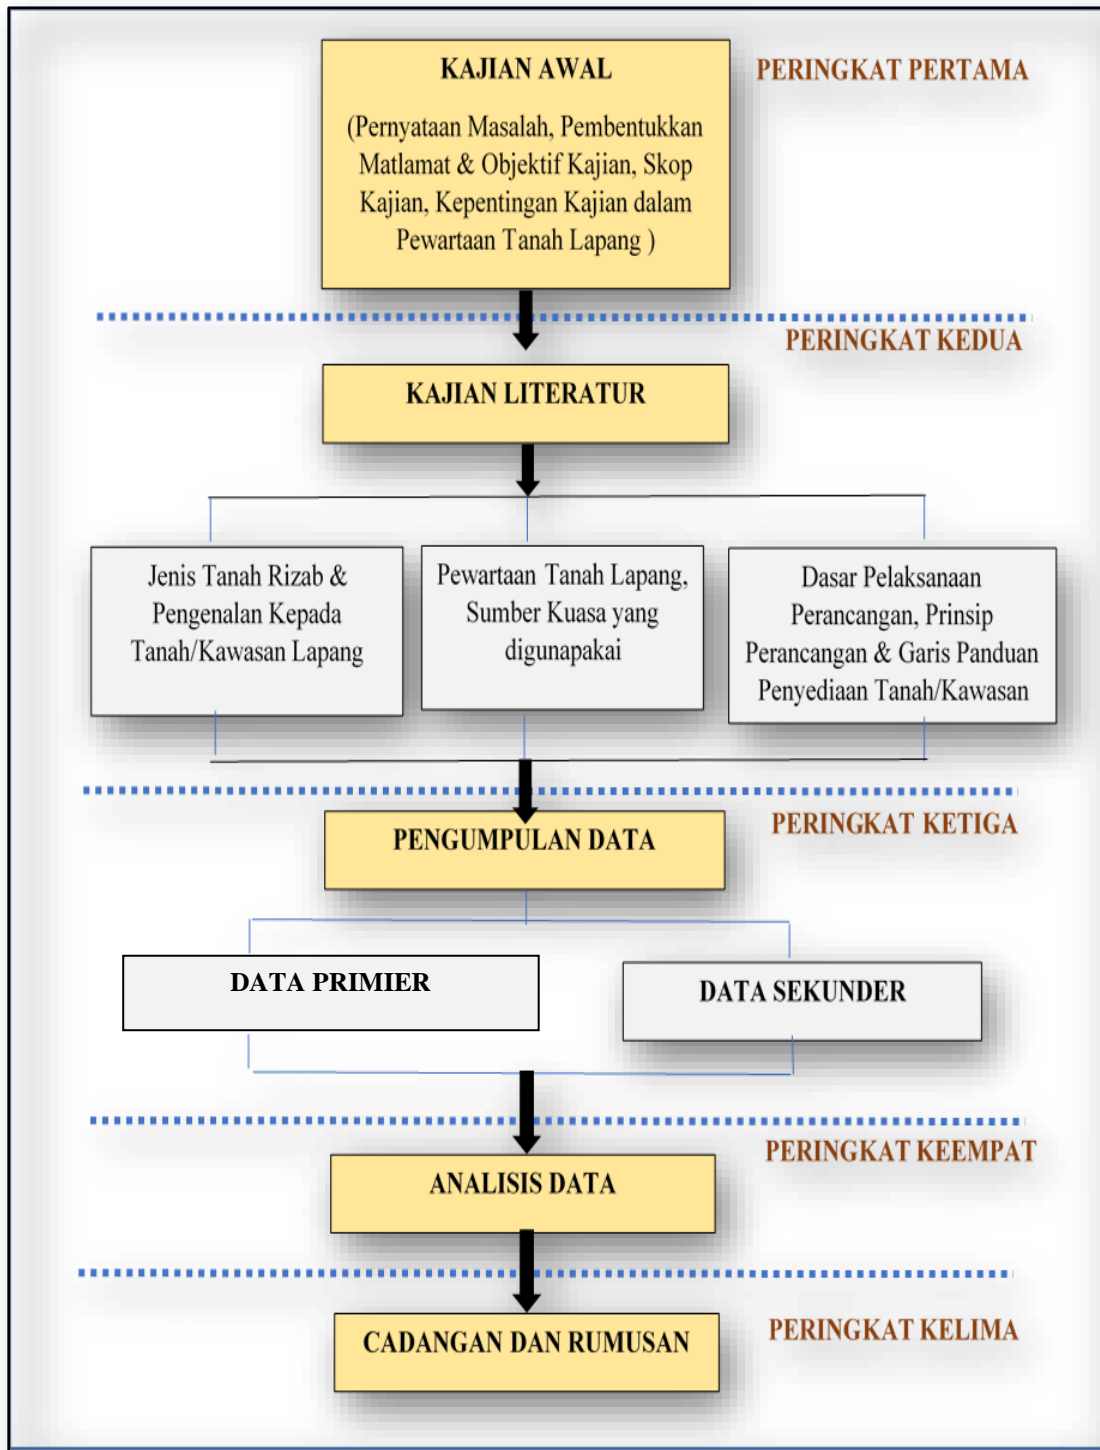 KAJIAN AWAL
PERINGKAT PERTAMA
(Pernyataan Masalah, Pembentukkan
Matlamat & Objektif Kajian, Skop
Kajian, Kepentingan Kajian dalam
Pewartaan Tanah Lapang )
PERINGKAT KEDUA
KAJIAN LITERATUR
Jenis Tanah Rizab &
Pengenalan Kepada
Tanah/Kawasan Lapang
Pewartaan Tanah Lapang,
Sumber Kuasa yang
digunapakai
Dasar Pelaksanaan
Perancangan, Prinsip
Perancangan & Garis Panduan
Penyediaan Tanah/Kawasan
PERINGKAT KETIGA
PENGUMPULAN DATA
DATA PRIMIER
DATA SEKUNDER
PERINGKAT KEEMPAT
ANALISIS DATA
PERINGKAT KELIMA
CADANGAN DAN RUMUSAN